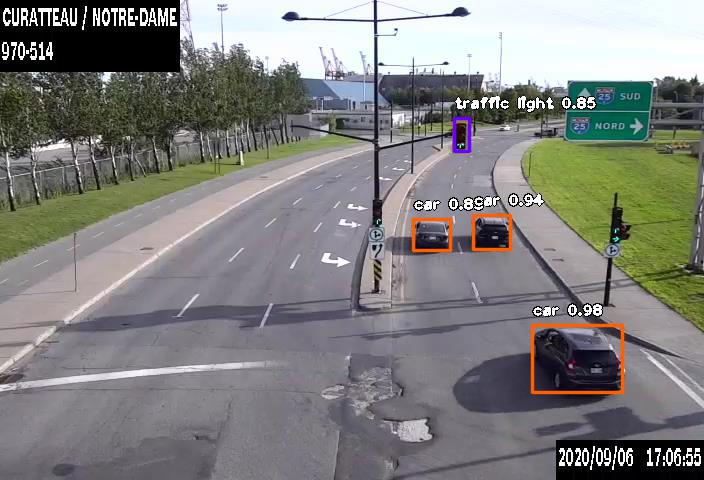 CURATTEAU / NOTRE-DAME
970-514
traffic light 0.85
25 SUD
25 NORD
car 0.89
car 0.94
car 0.98
2020/09/06 17:06:55